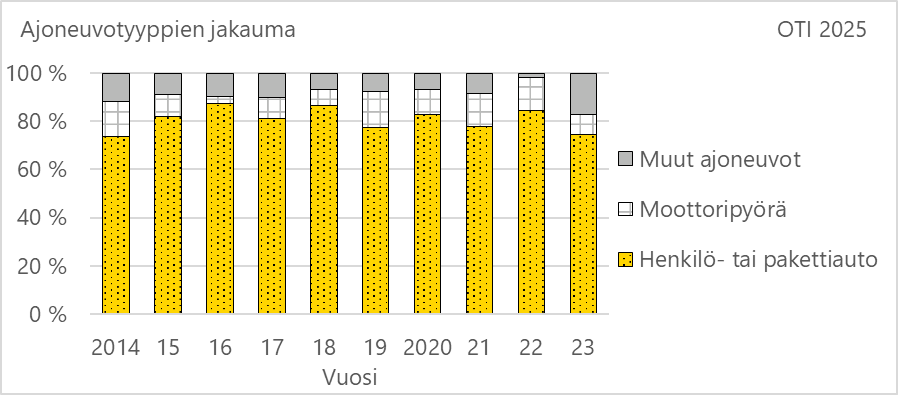 Ajoneuvotyyppien jakauma
OTI 2025
100 %
80 %
60 %
40 %
20 %
0 %
2014 15 16 17 18 19 2020 21 22 23
Vuosi
Muut ajoneuvot
Moottoripyörä
Henkilö- tai pakettiauto